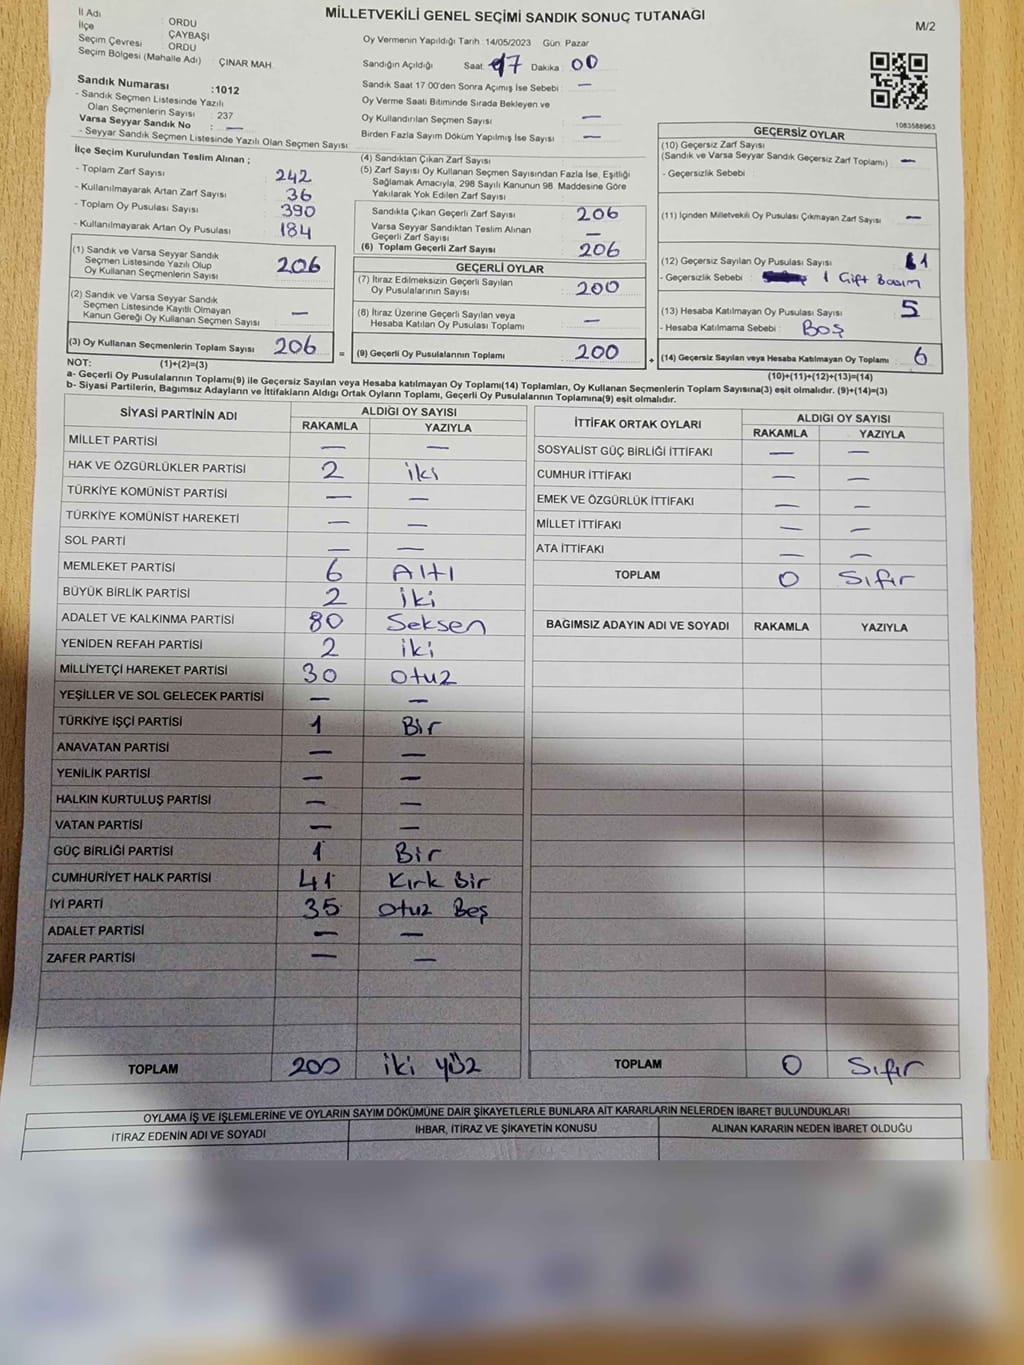 MİLLETVEKİLİ GENEL SEÇİMİ SANDIK SONUÇ TUTANAĞI
M/2
İl Adı : ORDU
İlçe : ÇAYBAŞI
Seçim Çevresi : ORDU
Seçim Bölgesi (Mahalle Adı) : ÇINAR MAH.
Sandık Numarası :1012
- Sandık Seçmen Listesinde Yazılı
Olan Seçmenlerin Sayısı : 237
Varsa Seyyar Sandık No : —
- Seyyar Sandık Seçmen Listesinde Yazılı Olan Seçmen Sayısı:
Oy Vermenin Yapıldığı Tarih :14/05/2023 Gün: Pazar
Sandığın Açıldığı Saat: 17 Dakika: 00
Sandık Saat 17.00'den Sonra Açımış İse Sebebi : —
Oy Verme Saati Bitiminde Sırada Bekleyen ve
Oy Kullandırılan Seçmen Sayısı : —
Birden Fazla Sayım Döküm Yapılmış İse Sayısı : —
1083588963
İlçe Seçim Kurulundan Teslim Alınan ;
- Toplam Zarf Sayısı : 242
- Kullanılmayarak Artan Zarf Sayısı : 36
- Toplam Oy Pusulası Sayısı : 390
- Kullanılmayarak Artan Oy Pusulası : 184
(4) Sandıktan Çıkan Zarf Sayısı :
(5) Zarf Sayısı Oy Kullanan Seçmen Sayısından Fazla İse, Eşitliği
Sağlamak Amacıyla, 298 Sayılı Kanunun 98. Maddesine Göre
Yakılarak Yok Edilen Zarf Sayısı :
Sandıkta Çıkan Geçerli Zarf Sayısı : 206
Varsa Seyyar Sandıktan Teslim Alınan
Geçerli Zarf Sayısı : —
(6) Toplam Geçerli Zarf Sayısı : 206
GEÇERSİZ OYLAR
(10) Geçersiz Zarf Sayısı
(Sandık ve Varsa Seyyar Sandık Geçersiz Zarf Toplamı) : —
- Geçersizlik Sebebi :
(11) İçinden Milletvekili Oy Pusulası Çıkmayan Zarf Sayısı : —
(12) Geçersiz Sayılan Oy Pusulası Sayısı : 1
- Geçersizlik Sebebi : 1 Çift Basım
(13) Hesaba Katılmayan Oy Pusulası Sayısı : 5
- Hesaba Katılmama Sebebi : Boş
(14) Geçersiz Sayılan veya Hesaba Katılmayan Oy Toplamı : 6
(10)+(11)+(12)+(13)=(14)
(1) Sandık ve Varsa Seyyar Sandık
Seçmen Listesinde Yazılı Olup
Oy Kullanan Seçmenlerin Sayısı : 206
(2) Sandık ve Varsa Seyyar Sandık
Seçmen Listesinde Kayıtlı Olmayan
Kanun Gereği Oy Kullanan Seçmen Sayısı : —
(3) Oy Kullanan Seçmenlerin Toplam Sayısı : 206
(1)+(2)=(3)
GEÇERLİ OYLAR
(7) İtiraz Edilmeksizin Geçerli Sayılan
Oy Pusulalarının Sayısı : 200
(8) İtiraz Üzerine Geçerli Sayılan veya
Hesaba Katılan Oy Pusulası Toplamı : —
= (9) Geçerli Oy Pusulalarının Toplamı : 200 +
NOT:
a- Geçerli Oy Pusulalarının Toplamı(9) ile Geçersiz Sayılan veya Hesaba katılmayan Oy Toplamı(14) Toplamları, Oy Kullanan Seçmenlerin Toplam Sayısına(3) eşit olmalıdır. (9)+(14)=(3)
b- Siyasi Partilerin, Bağımsız Adayların ve İttifakların Aldığı Ortak Oyların Toplamı, Geçerli Oy Pusulalarının Toplamına(9) eşit olmalıdır.
SİYASİ PARTİNİN ADI ALDIĞI OY SAYISI
RAKAMLA YAZIYLA
MİLLET PARTİSİ — —
HAK VE ÖZGÜRLÜKLER PARTİSİ 2 iki
TÜRKİYE KOMÜNİST PARTİSİ — —
TÜRKİYE KOMÜNİST HAREKETİ — —
SOL PARTİ — —
MEMLEKET PARTİSİ 6 Altı
BÜYÜK BİRLİK PARTİSİ 2 iki
ADALET VE KALKINMA PARTİSİ 80 Seksen
YENİDEN REFAH PARTİSİ 2 iki
MİLLİYETÇİ HAREKET PARTİSİ 30 otuz
YEŞİLLER VE SOL GELECEK PARTİSİ — —
TÜRKİYE İŞÇİ PARTİSİ 1 Bir
ANAVATAN PARTİSİ — —
YENİLİK PARTİSİ — —
HALKIN KURTULUŞ PARTİSİ — —
VATAN PARTİSİ — —
GÜÇ BİRLİĞİ PARTİSİ 1 Bir
CUMHURİYET HALK PARTİSİ 41 Kırk Bir
İYİ PARTİ 35 otuz Beş
ADALET PARTİSİ — —
ZAFER PARTİSİ — —
TOPLAM 200 iki yüz
İTTİFAK ORTAK OYLARI ALDIĞI OY SAYISI
RAKAMLA YAZIYLA
SOSYALİST GÜÇ BİRLİĞİ İTTİFAKI — —
CUMHUR İTTİFAKI — —
EMEK VE ÖZGÜRLÜK İTTİFAKI — —
MİLLET İTTİFAKI — —
ATA İTTİFAKI — —
TOPLAM 0 Sıfır
BAĞIMSIZ ADAYIN ADI VE SOYADI RAKAMLA YAZIYLA
TOPLAM 0 Sıfır
OYLAMA İŞ VE İŞLEMLERİNE VE OYLARIN SAYIM DÖKÜMÜNE DAİR ŞİKAYETLERLE BUNLARA AİT KARARLARIN NELERDEN İBARET BULUNDUKLARI
İTİRAZ EDENİN ADI VE SOYADI İHBAR, İTİRAZ VE ŞİKAYETİN KONUSU ALINAN KARARIN NEDEN İBARET OLDUĞU